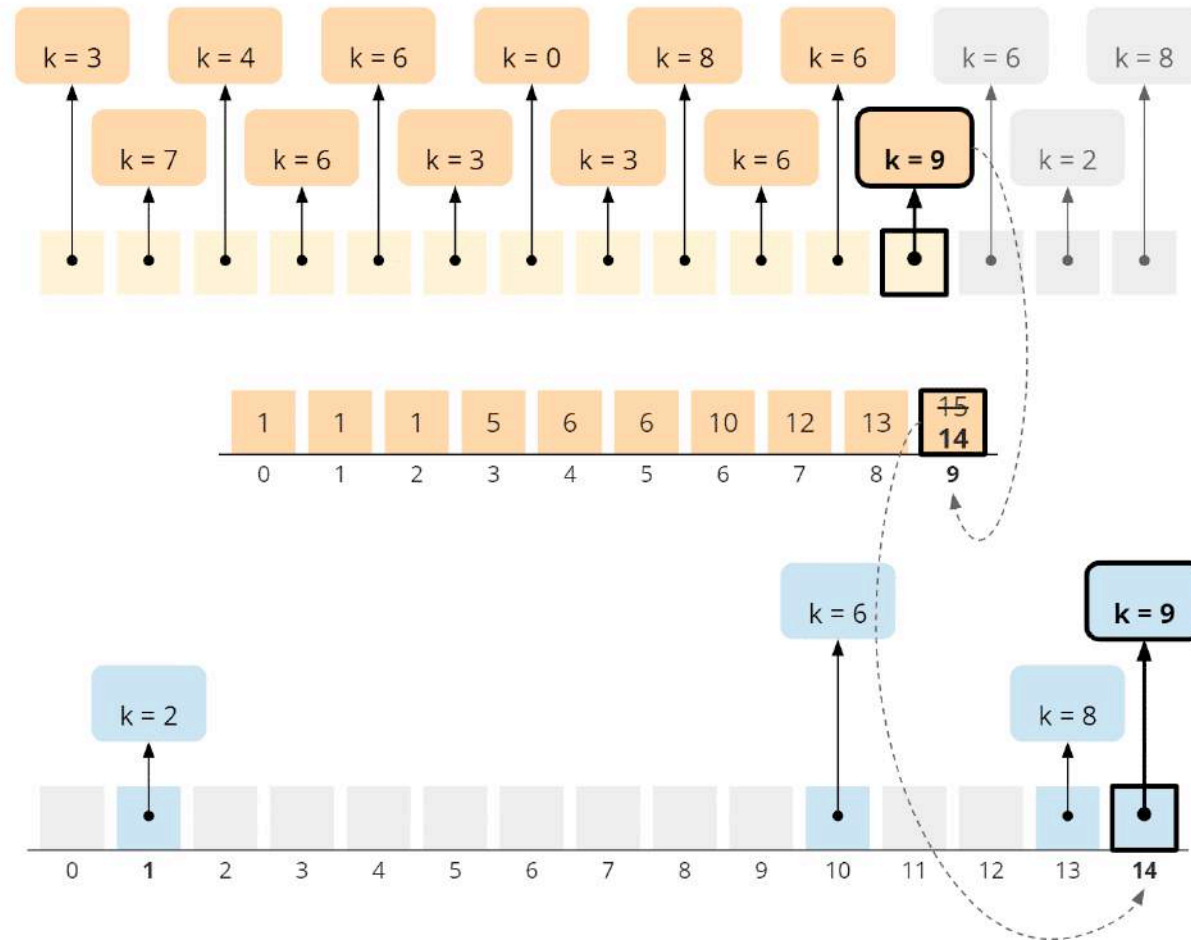 k = 3 k = 4 k = 6 k = 0 k = 8 k = 6 k = 6 k = 8
k = 7 k = 6 k = 3 k = 3 k = 6 k = 9 k = 2
15
1 1 1 5 6 6 10 12 13 14
0 1 2 3 4 5 6 7 8 9
k = 6 k = 9
k = 2 k = 8
0 1 2 3 4 5 6 7 8 9 10 11 12 13 14